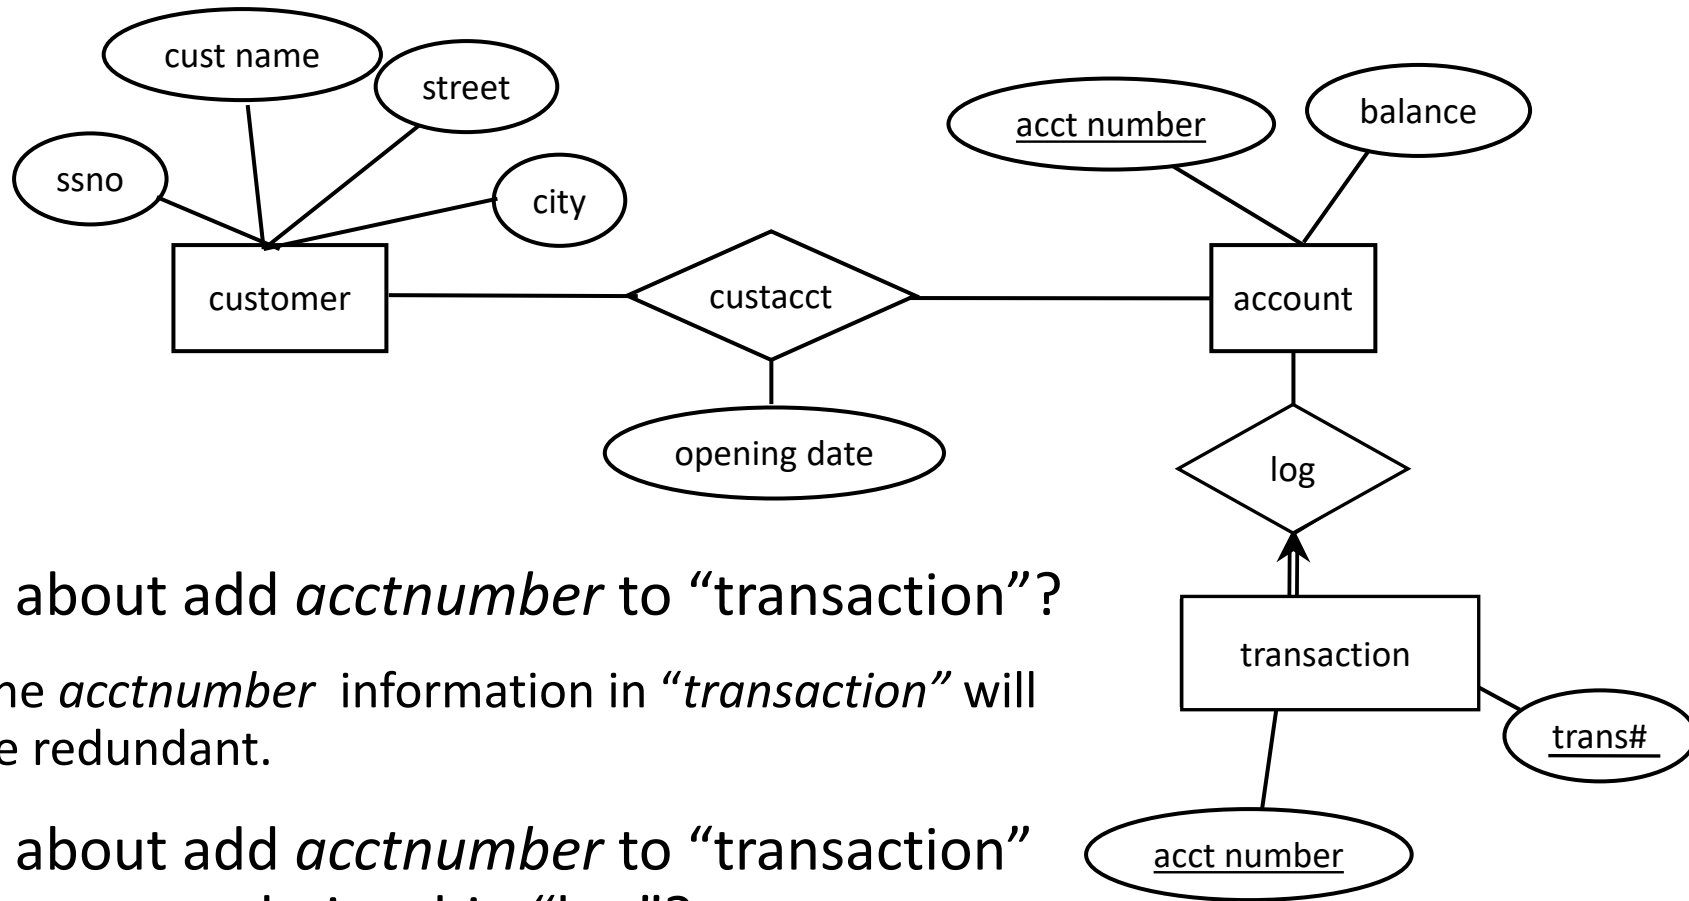 cust name
street
ssno
city
acct number
balance
customer
custacct
account
opening date
log
about add acctnumber to “transaction”?
acctnumber information in “transaction” will
redundant.
transaction
trans#
about add acctnumber to “transaction”
acct number